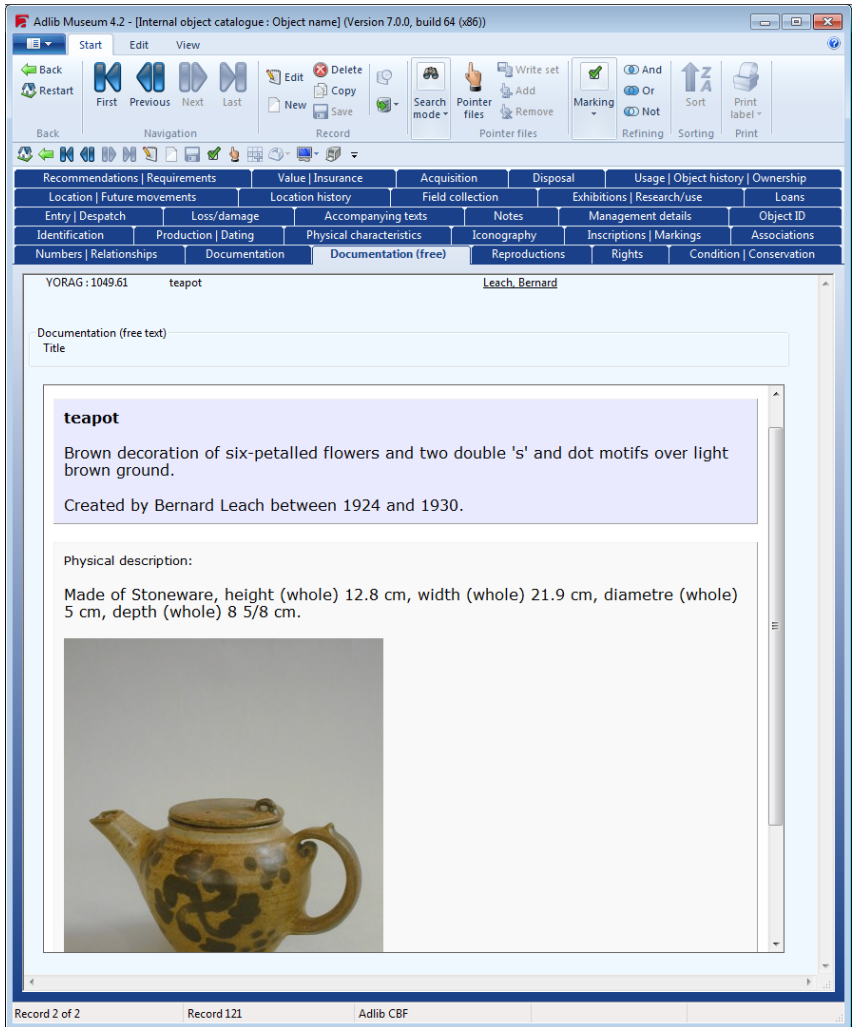 Adlib Museum 4.2 - [Internal object catalogue : Object name] (Version 7.0.0, build 64 (x86))
Start Edit View
Back
Restart
Back
First Previous Next Last
Navigation
Edit
New
Delete
Copy
Save
Record
Search mode
Pointer files
Write set
Add
Remove
Pointer files
Marking
And
Or
Not
Refining
Sort
Sorting
Print label
Print
Recommendations | Requirements Value | Insurance Acquisition Disposal Usage | Object history | Ownership
Location | Future movements Location history Field collection Exhibitions | Research/use Loans
Entry | Despatch Loss/damage Accompanying texts Notes Management details Object ID
Identification Production | Dating Physical characteristics Iconography Inscriptions | Markings Associations
Numbers | Relationships Documentation Documentation (free) Reproductions Rights Condition | Conservation
YORAG : 1049.61 teapot Leach, Bernard
Documentation (free text)
Title
teapot
Brown decoration of six-petalled flowers and two double 's' and dot motifs over light
brown ground.
Created by Bernard Leach between 1924 and 1930.
Physical description:
Made of Stoneware, height (whole) 12.8 cm, width (whole) 21.9 cm, diametre (whole)
5 cm, depth (whole) 8 5/8 cm.
Record 2 of 2 Record 121 Adlib CBF